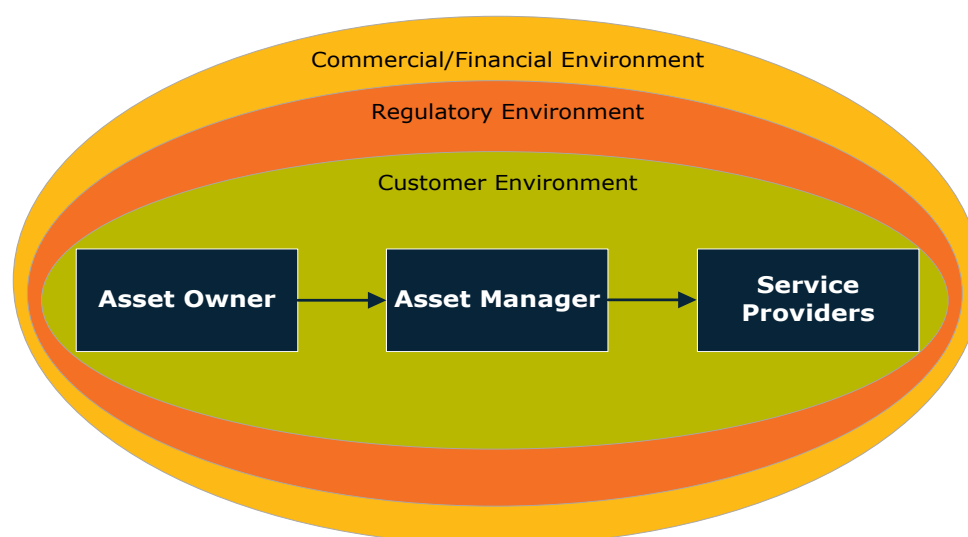 Commercial/Financial Environment
Regulatory Environment
Customer Environment
Asset Owner
Asset Manager
Service
Providers